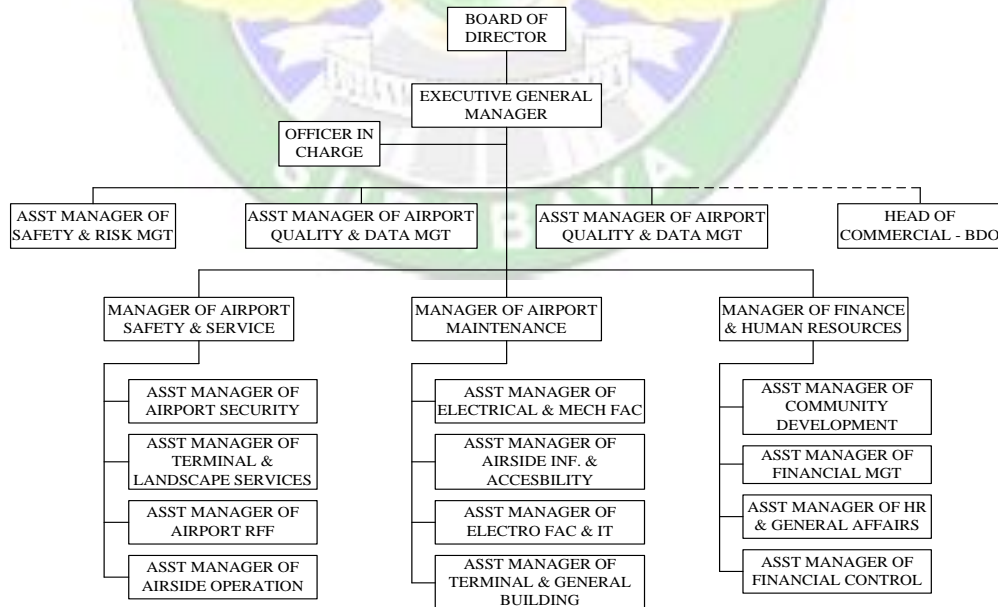 BOARD OF
DIRECTOR
EXECUTIVE GENERAL
MANAGER
OFFICER IN
CHARGE
ASST MANAGER OF
SAFETY & RISK MGT
ASST MANAGER OF AIRPORT
QUALITY & DATA MGT
ASST MANAGER OF AIRPORT
QUALITY & DATA MGT
HEAD OF
COMMERCIAL - BDO
MANAGER OF AIRPORT
SAFETY & SERVICE
MANAGER OF AIRPORT
MAINTENANCE
MANAGER OF FINANCE
& HUMAN RESOURCES
ASST MANAGER OF
AIRPORT SECURITY
ASST MANAGER OF
TERMINAL &
LANDSCAPE SERVICES
ASST MANAGER OF
AIRPORT RFF
ASST MANAGER OF
AIRSIDE OPERATION
ASST MANAGER OF
ELECTRICAL & MECH FAC
ASST MANAGER OF
AIRSIDE INF. &
ACCESBILITY
ASST MANAGER OF
ELECTRO FAC & IT
ASST MANAGER OF
TERMINAL & GENERAL
BUILDING
ASST MANAGER OF
COMMUNITY
DEVELOPMENT
ASST MANAGER OF
FINANCIAL MGT
ASST MANAGER OF HR
& GENERAL AFFAIRS
ASST MANAGER OF
FINANCIAL CONTROL